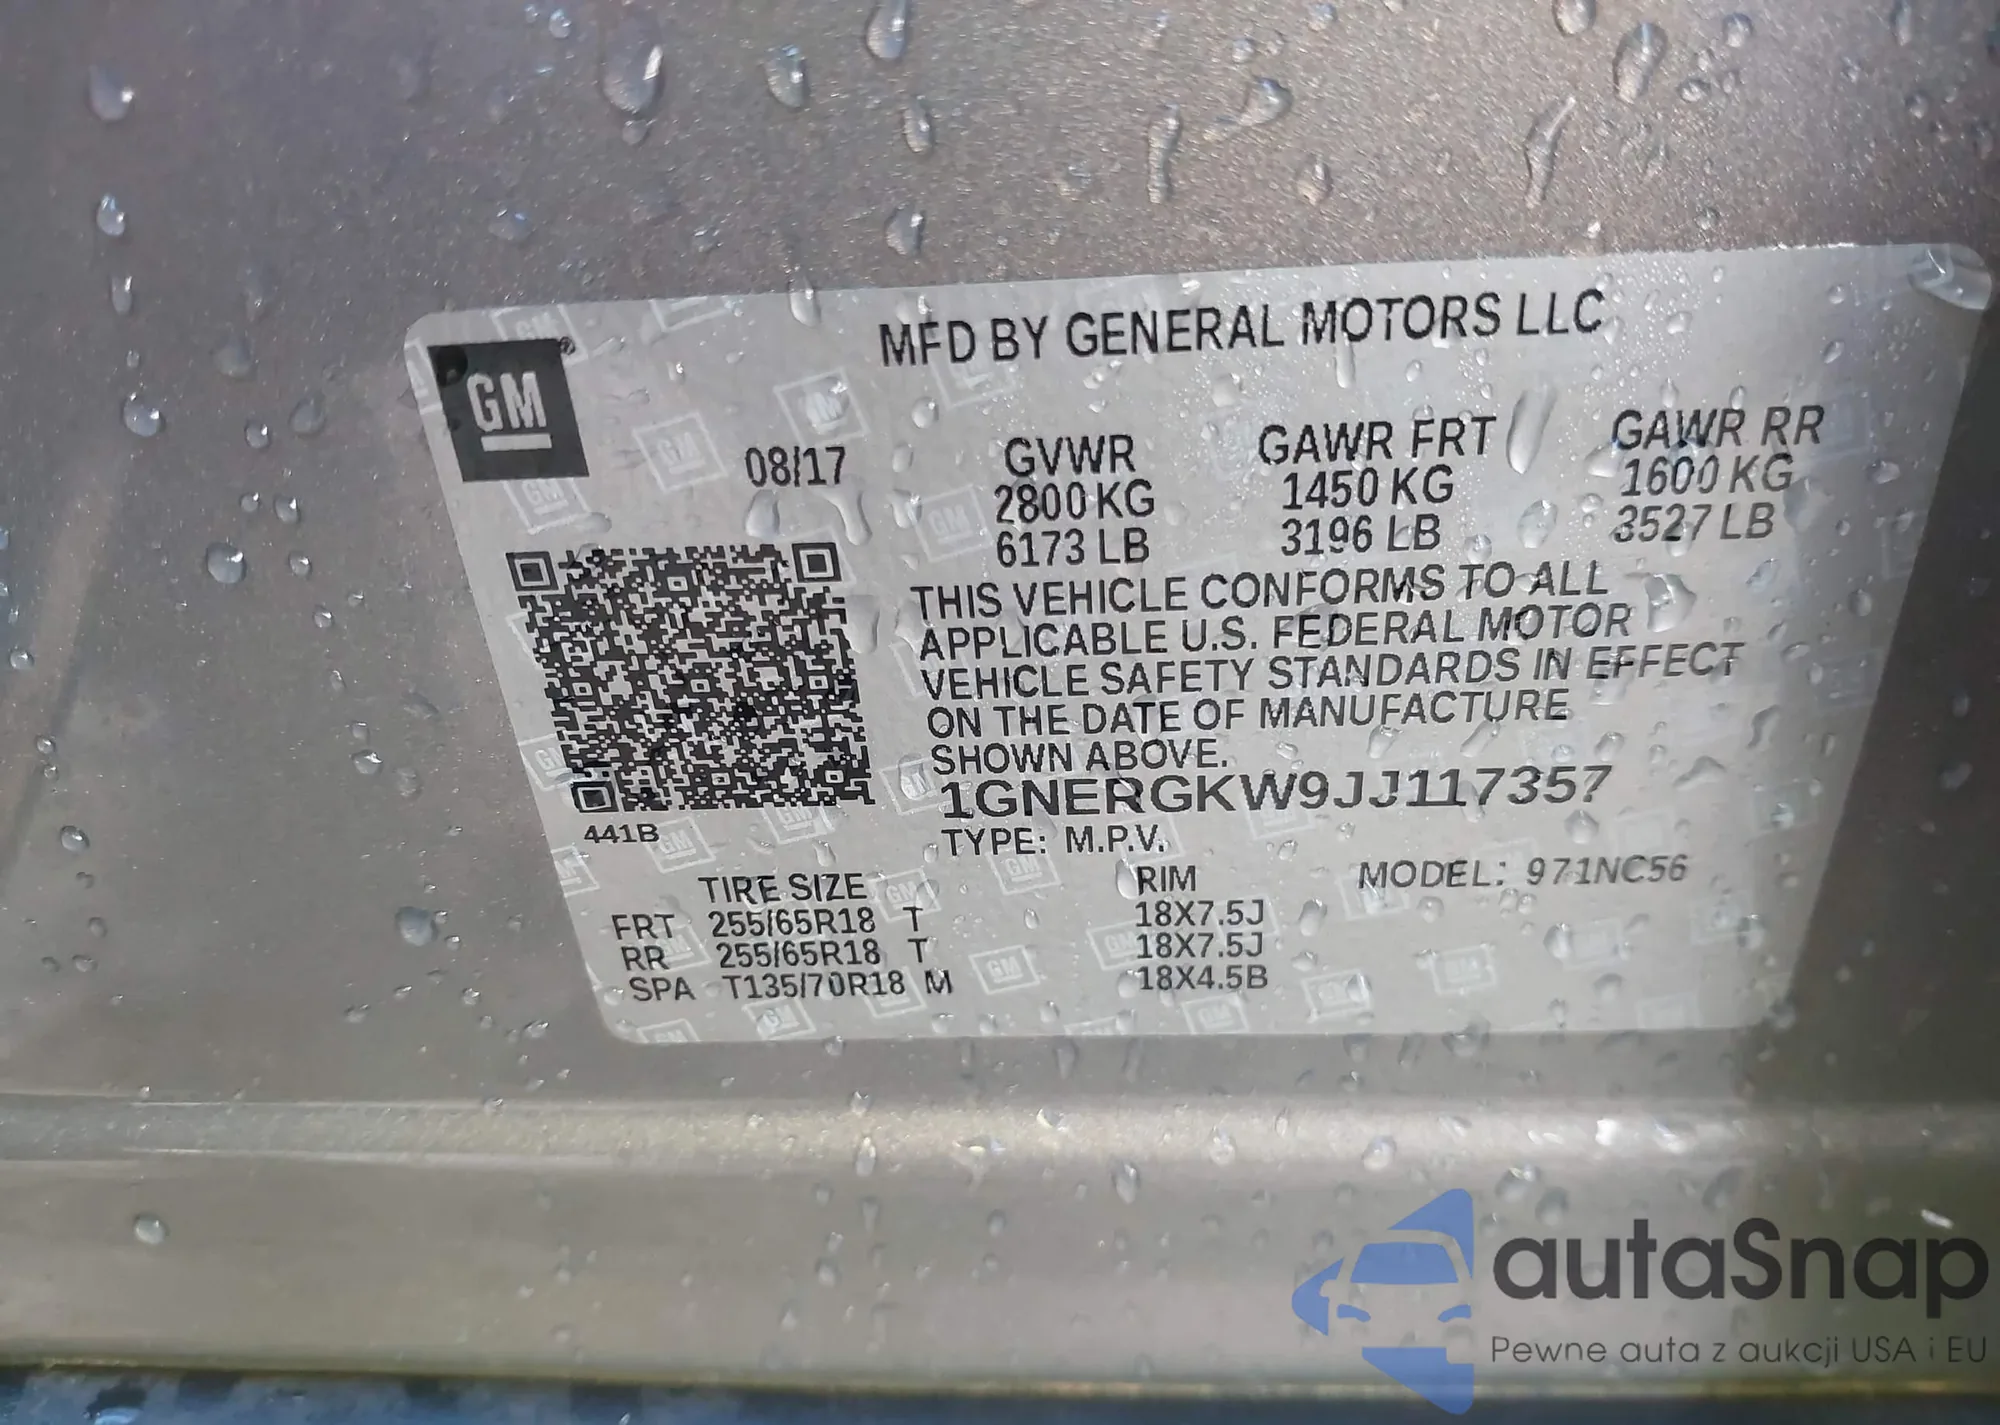 GM
®
MFD BY GENERAL MOTORS LLC
08/17
GVWR GAWR FRT GAWR RR
2800 KG 1450 KG 1600 KG
6173 LB 3196 LB 3527 LB
THIS VEHICLE CONFORMS TO ALL
APPLICABLE U.S. FEDERAL MOTOR
VEHICLE SAFETY STANDARDS IN EFFECT
ON THE DATE OF MANUFACTURE
SHOWN ABOVE.
1GNERGKW9JJ117357
441B
TYPE: M.P.V.
MODEL: 971NC56
TIRE SIZE RIM
FRT 255/65R18 T 18X7.5J
RR 255/65R18 T 18X7.5J
SPA T135/70R18 M 18X4.5B
autaSnap
Pewne auta z aukcji USA i EU